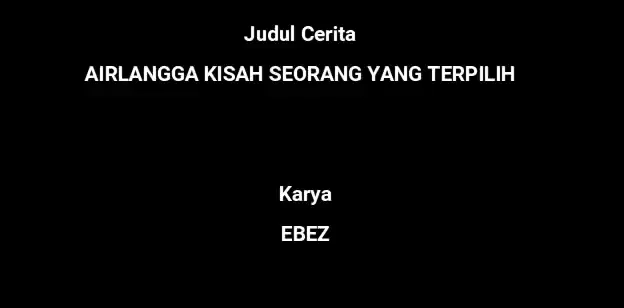 Judul Cerita
AIRLANGGA KISAH SEORANG YANG TERPILIH
Karya
EBEZ